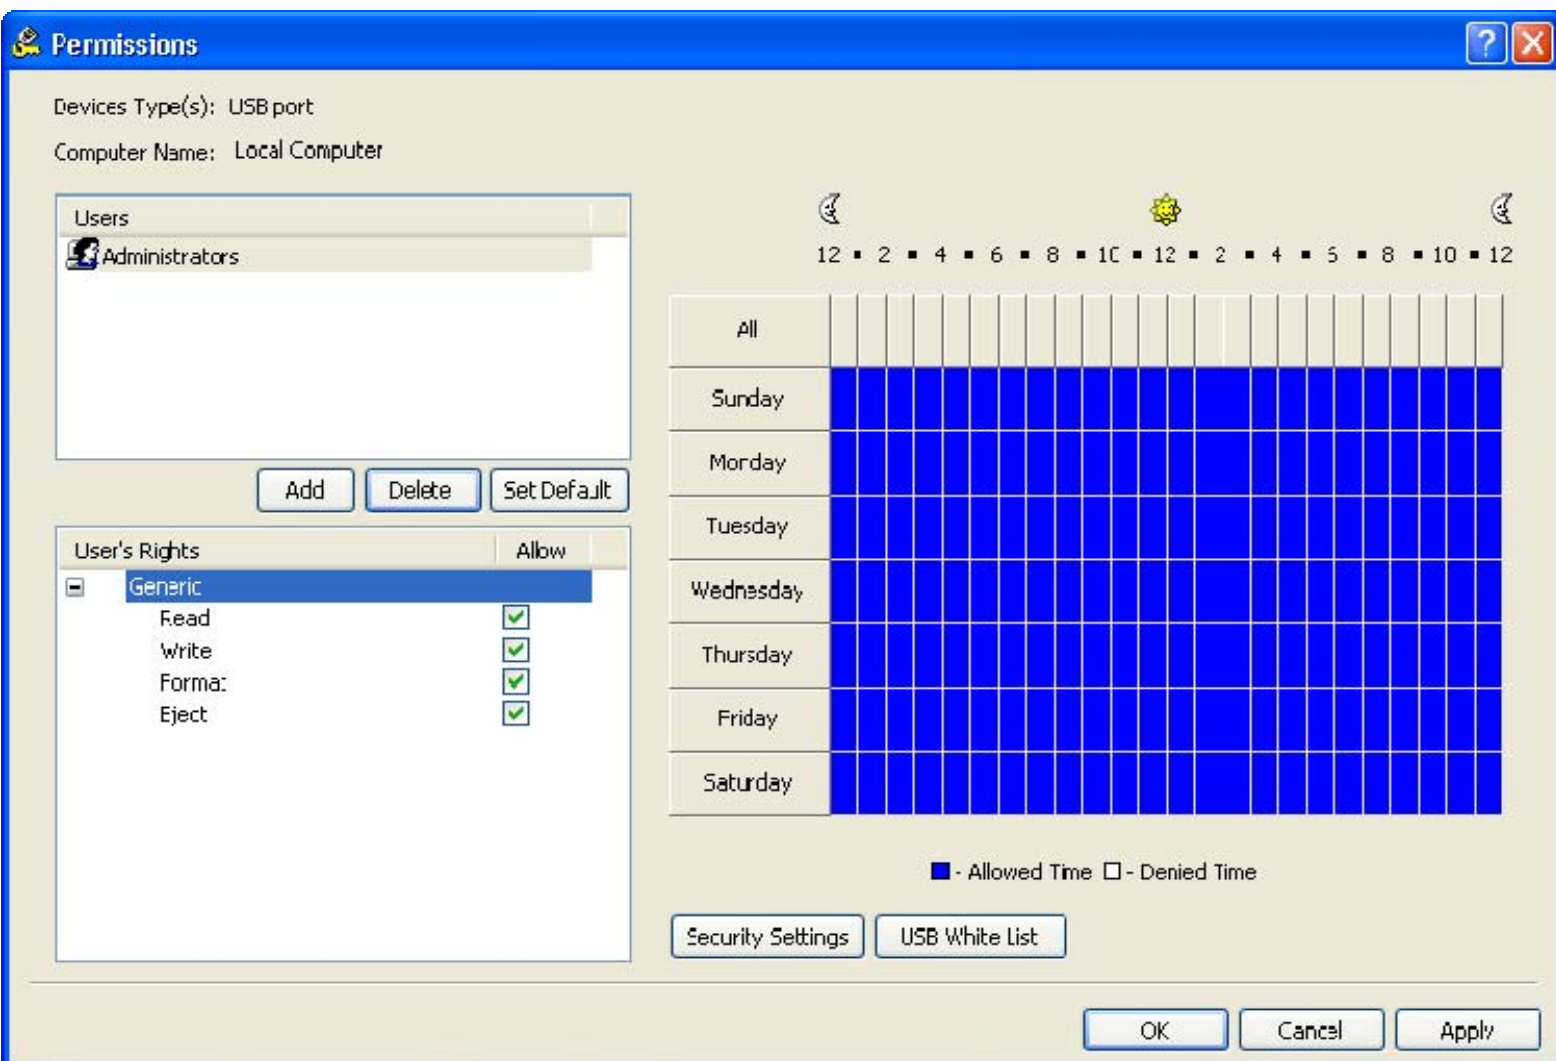 Permissions
Devices Type(s): USB port
Computer Name: Local Computer
Users
Administrators
Add Delete Set Default
User's Rights Allow
Generic
Read
Write
Format
Eject
12 2 4 6 8 10 12 2 4 6 8 10 12
All
Sunday
Monday
Tuesday
Wednesday
Thursday
Friday
Saturday
- Allowed Time - Denied Time
Security Settings USB White List
OK Cancel Apply